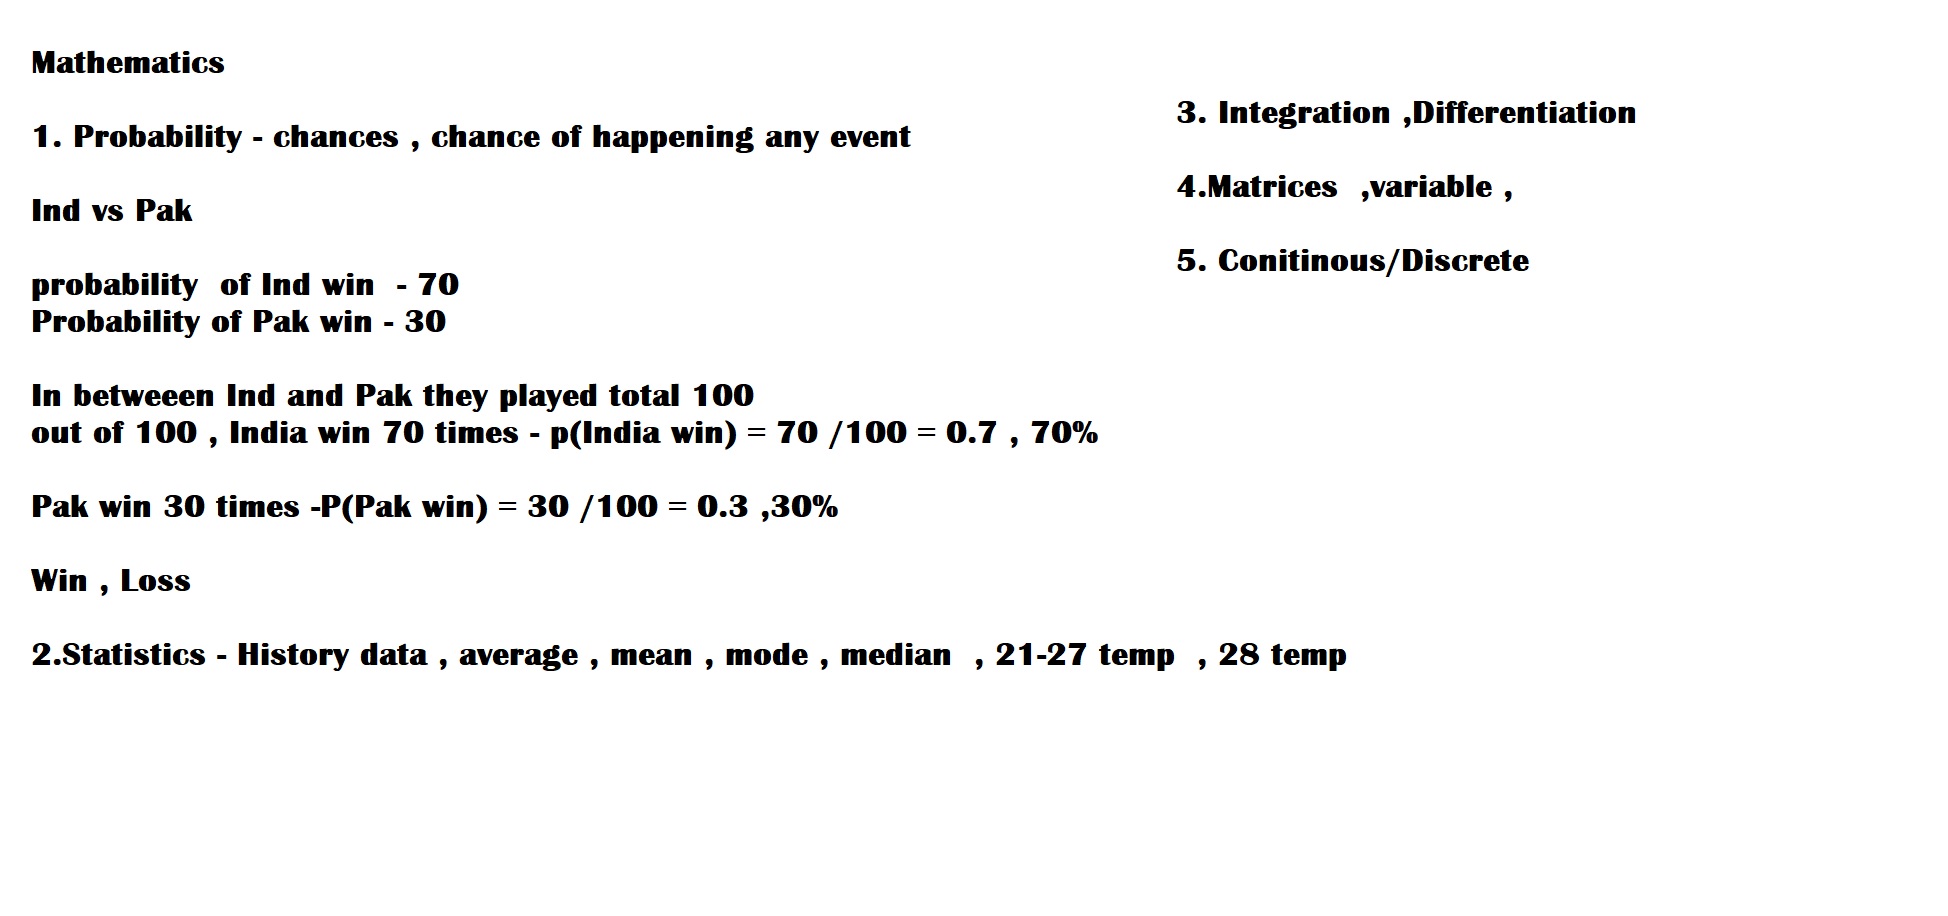 Mathematics
1. Probability - chances , chance of happening any event
Ind vs Pak
probability  of Ind win  - 70
Probability of Pak win - 30
In betweeen Ind and Pak they played total 100
out of 100 , India win 70 times - p(India win) = 70 /100 = 0.7 , 70%
Pak win 30 times -P(Pak win) = 30 /100 = 0.3 ,30%
Win , Loss
2.Statistics - History data , average , mean , mode , median  , 21-27 temp  , 28 temp
3. Integration ,Differentiation
4.Matrices  ,variable ,
5. Conitinous/Discrete